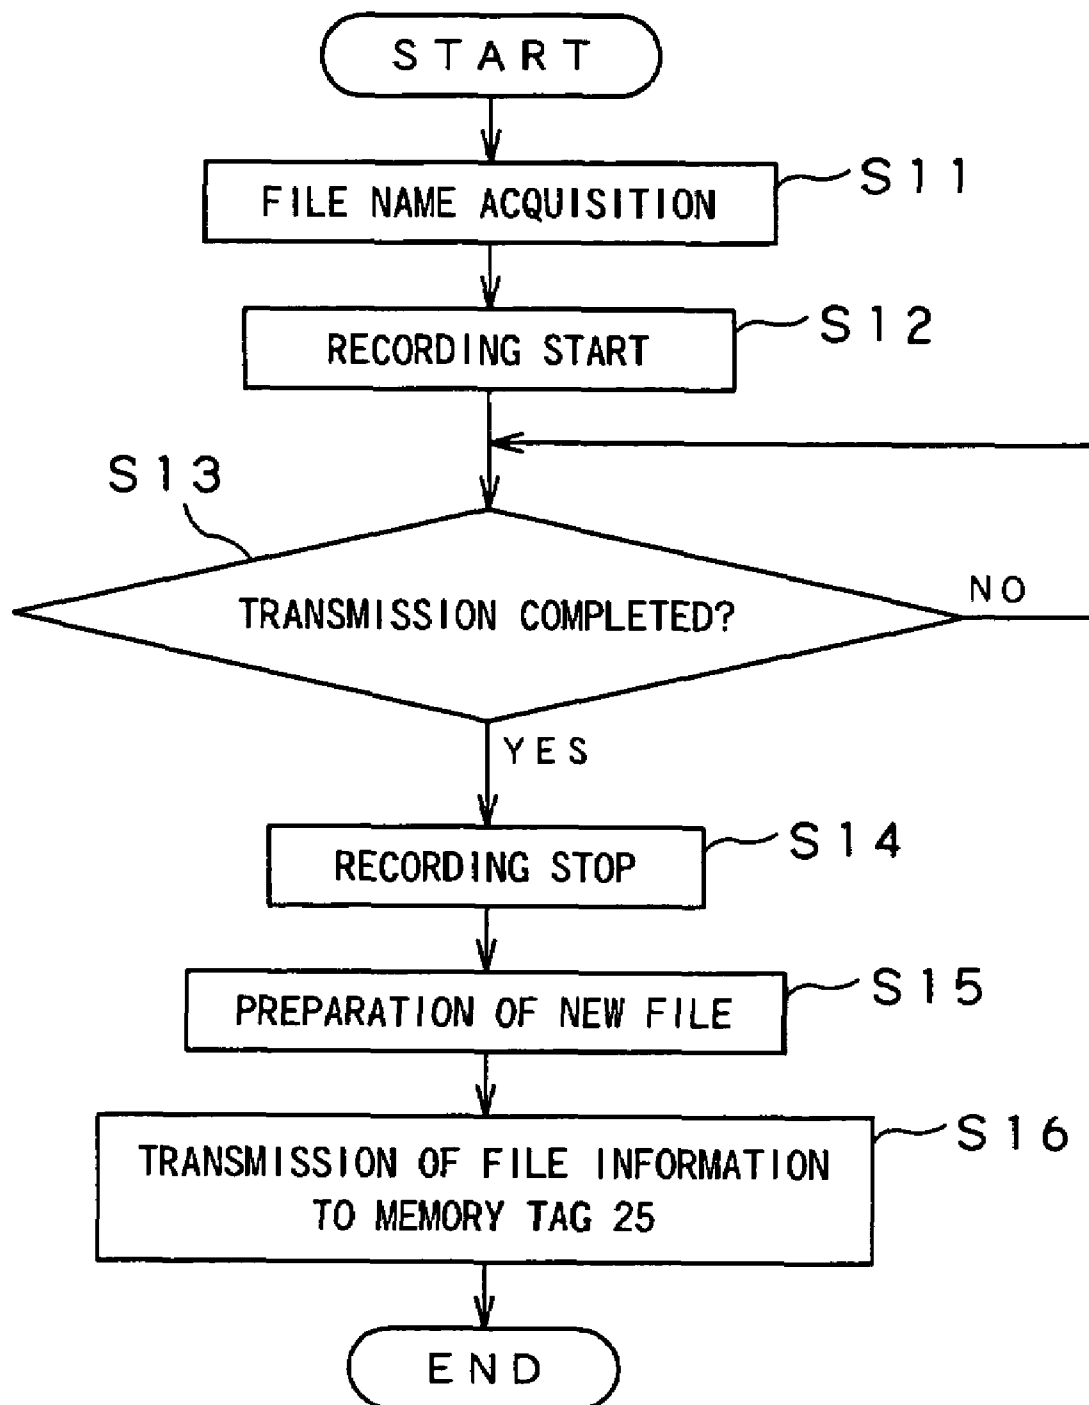 START
FILE NAME ACQUISITION
S11
RECORDING START
S12
S13
TRANSMISSION COMPLETED?
NO
YES
RECORDING STOP
S14
PREPARATION OF NEW FILE
S15
TRANSMISSION OF FILE INFORMATION
TO MEMORY TAG 25
S16
END